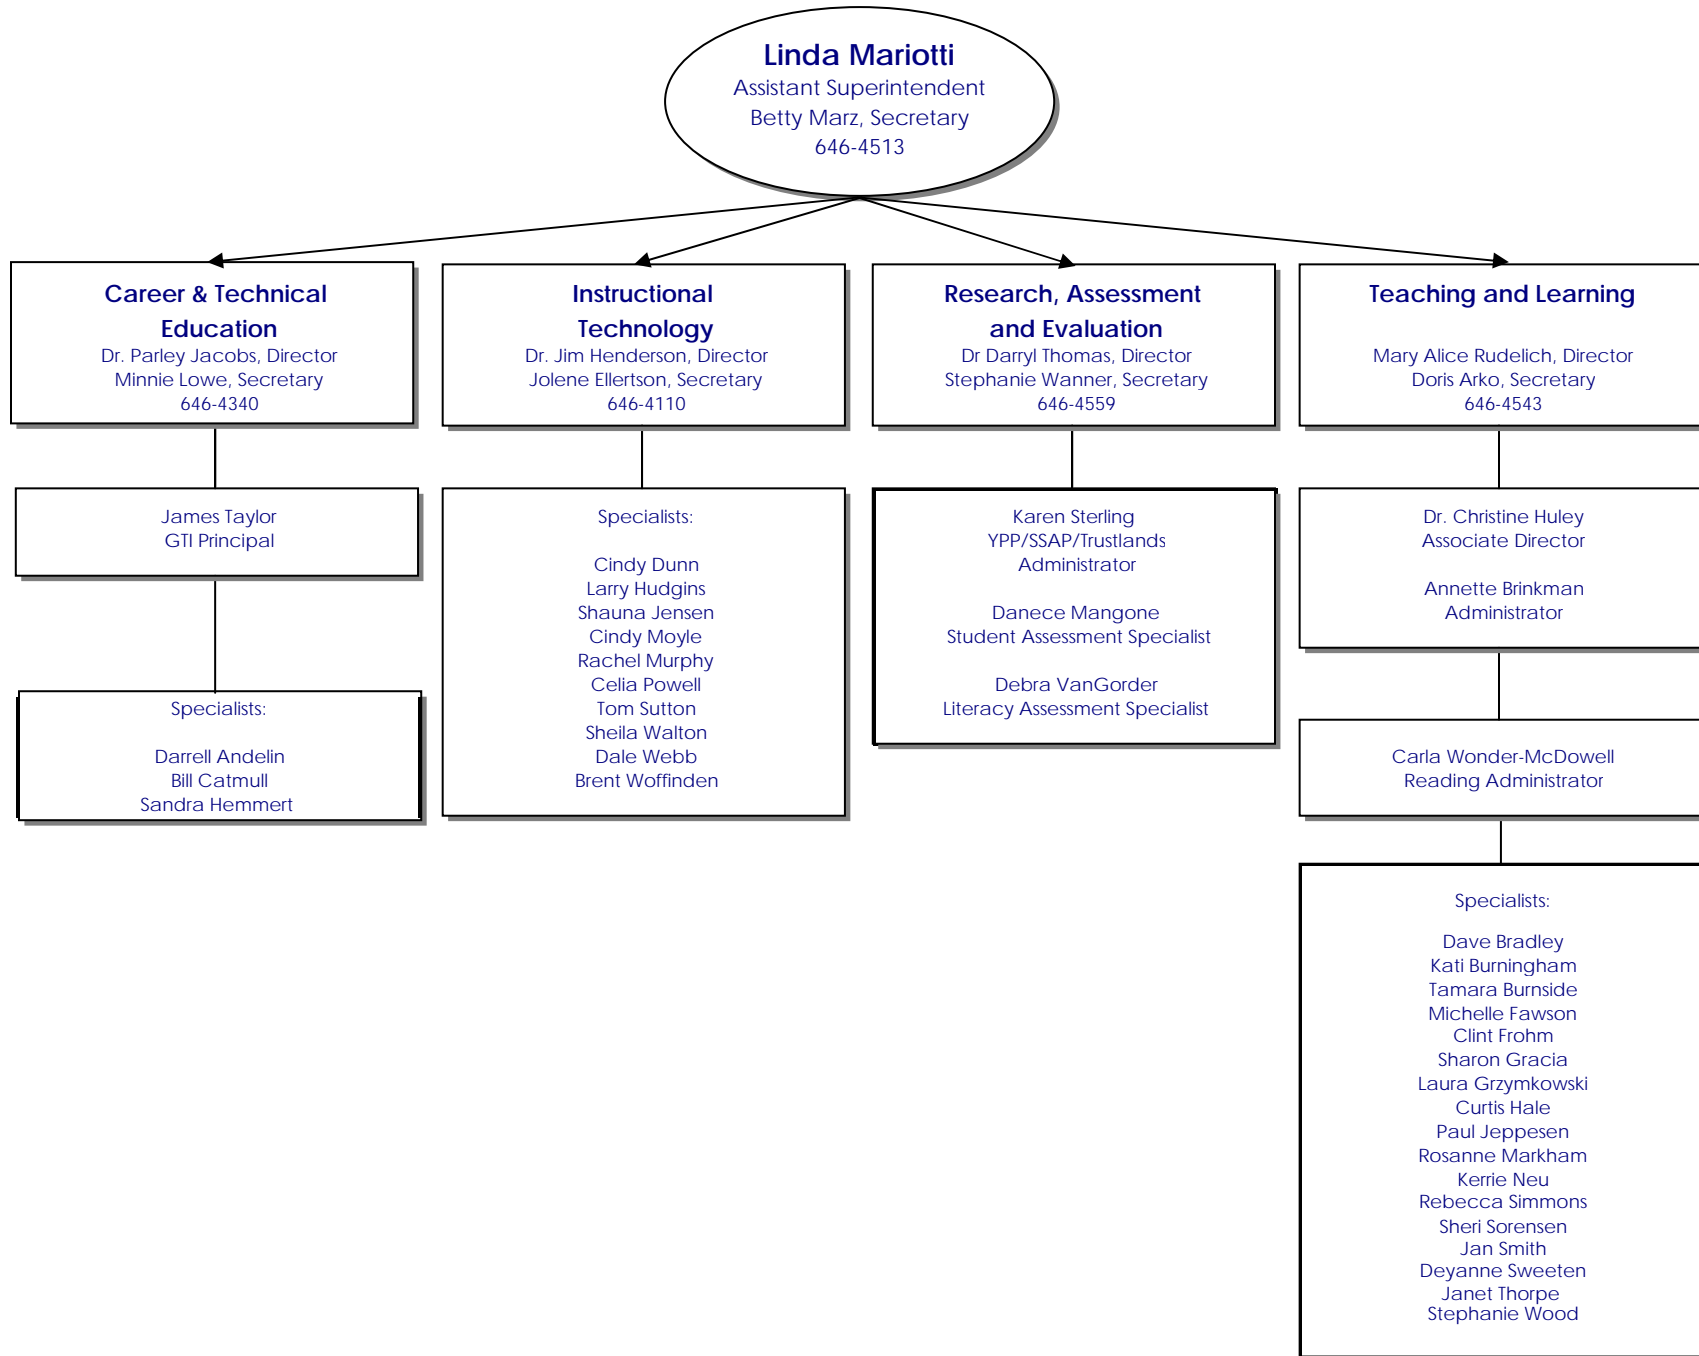 Linda Mariotti
Assistant Superintendent
Betty Marz, Secretary
646-4513
Career & Technical
Education
Dr. Parley Jacobs, Director
Minnie Lowe, Secretary
646-4340
Instructional
Technology
Dr. Jim Henderson, Director
Jolene Ellertson, Secretary
646-4110
Research, Assessment
and Evaluation
Dr Darryl Thomas, Director
Stephanie Wanner, Secretary
646-4559
Teaching and Learning
Mary Alice Rudelich, Director
Doris Arko, Secretary
646-4543
James Taylor
GTI Principal
Specialists:
Darrell Andelin
Bill Catmull
Sandra Hemmert
Specialists:
Cindy Dunn
Larry Hudgins
Shauna Jensen
Cindy Moyle
Rachel Murphy
Celia Powell
Tom Sutton
Sheila Walton
Dale Webb
Brent Woffinden
Karen Sterling
YPP/SSAP/Trustlands
Administrator
Danece Mangone
Student Assessment Specialist
Debra VanGorder
Literacy Assessment Specialist
Dr. Christine Huley
Associate Director
Annette Brinkman
Administrator
Carla Wonder-McDowell
Reading Administrator
Specialists:
Dave Bradley
Kati Burningham
Tamara Burnside
Michelle Fawson
Clint Frohm
Sharon Gracia
Laura Grzymkowski
Curtis Hale
Paul Jeppesen
Rosanne Markham
Kerrie Neu
Rebecca Simmons
Sheri Sorensen
Jan Smith
Deyanne Sweeten
Janet Thorpe
Stephanie Wood